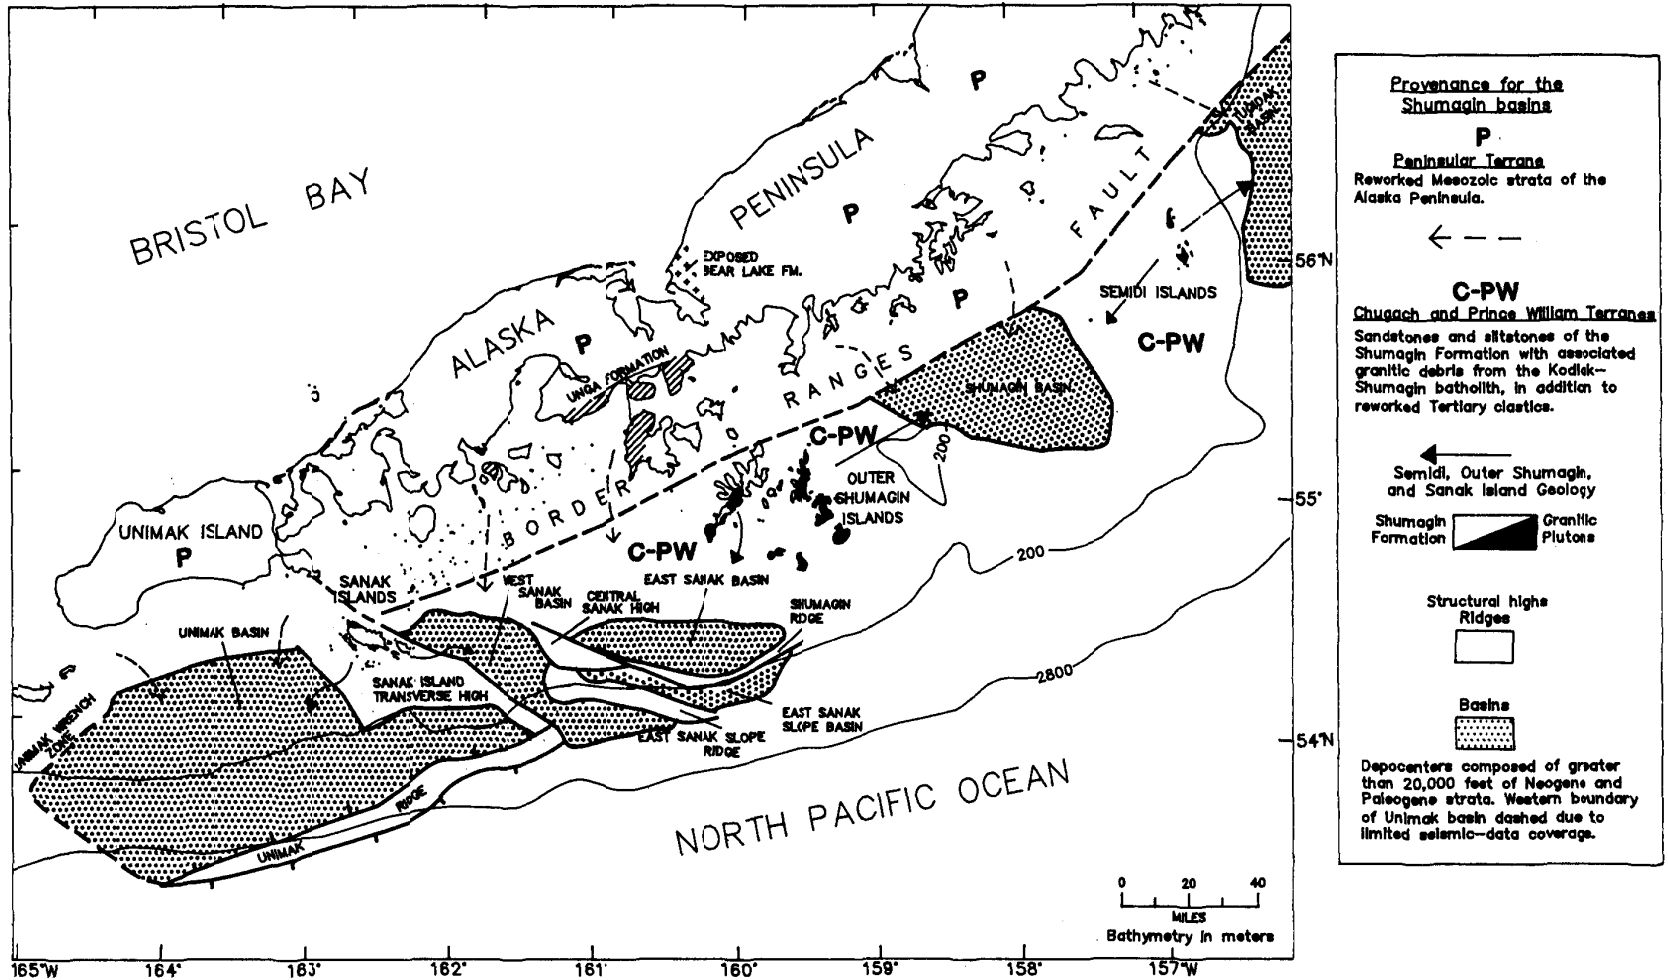 BRISTOL BAY
ALASKA
PENINSULA
P
P
P
P
EXPOSED
BEAR LAKE FM.
UNGA FORMATION
UNIMAK ISLAND
P
BORDER
RANGES
FAULT
TUGIDAK
BASIN
SEMIDI ISLANDS
C-PW
SHUMAGIN BASIN
C-PW
200
OUTER
SHUMAGIN
ISLANDS
C-PW
200
2800
SANAK
ISLANDS
WEST
SANAK
BASIN
CENTRAL
SANAK HIGH
EAST SANAK BASIN
SHUMAGIN
RIDGE
UNIMAK BASIN
SANAK ISLAND
TRANSVERSE HIGH
EAST SANAK
SLOPE BASIN
EAST SANAK SLOPE
RIDGE
UNIMAK WRENCH
ZONE
UNIMAK
RIDGE
NORTH PACIFIC OCEAN
0 20 40
MILES
Bathymetry in meters
56°N
55°
54°N
165°W 164° 163° 162° 161° 160° 159° 158° 157°W
Provenance for the
Shumagin basins
P
Peninsular Terrane
Reworked Mesozoic strata of the
Alaska Peninsula.
C-PW
Chugach and Prince William Terranes
Sandstones and siltstones of the
Shumagin Formation with associated
granitic debris from the Kodiak-
Shumagin batholith, in addition to
reworked Tertiary clastics.
Semidi, Outer Shumagin,
and Sanak Island Geology
Shumagin
Formation
Granitic
Plutons
Structural highs
Ridges
Basins
Depocenters composed of greater
than 20,000 feet of Neogene and
Paleogene strata. Western boundary
of Unimak basin dashed due to
limited seismic-data coverage.